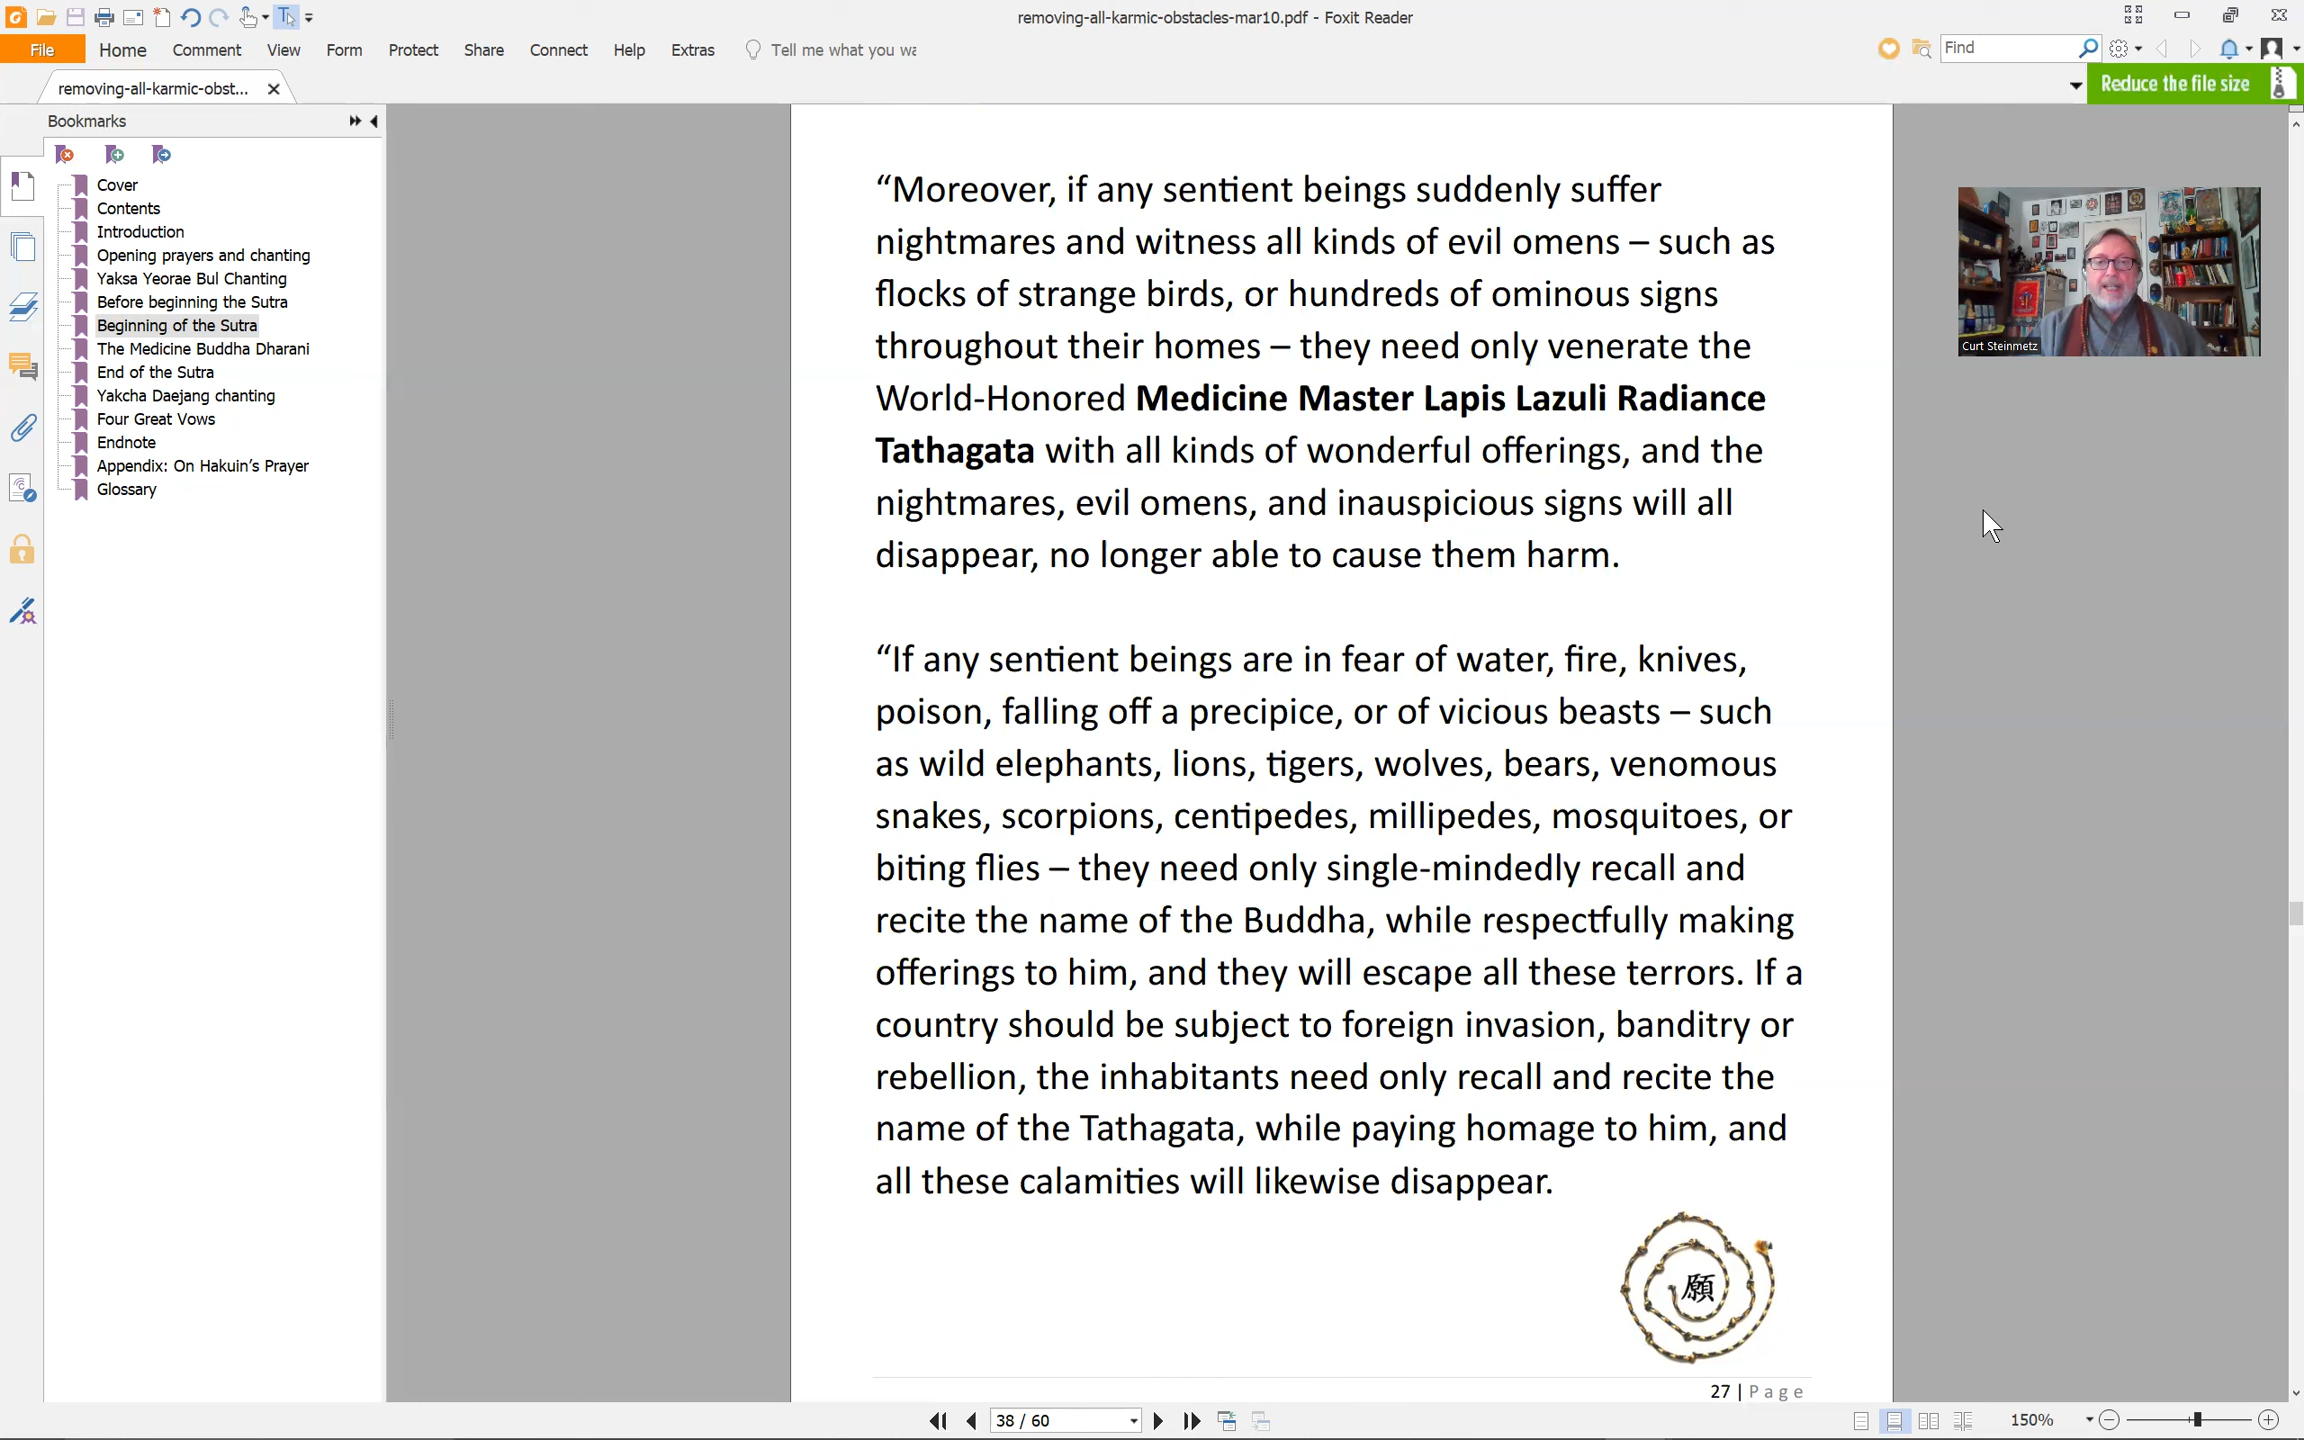 removing-all-karmic-obstacles-mar10.pdf - Foxit Reader
File Home Comment View Form Protect Share Connect Help Extras Tell me what you wa
Find
removing-all-karmic-obst...
Reduce the file size
Bookmarks
Cover
Contents
Introduction
Opening prayers and chanting
Yaksa Yeorae Bul Chanting
Before beginning the Sutra
Beginning of the Sutra
The Medicine Buddha Dharani
End of the Sutra
Yakcha Daejang chanting
Four Great Vows
Endnote
Appendix: On Hakuin’s Prayer
Glossary
“Moreover, if any sentient beings suddenly suffer
nightmares and witness all kinds of evil omens – such as
flocks of strange birds, or hundreds of ominous signs
throughout their homes – they need only venerate the
World-Honored Medicine Master Lapis Lazuli Radiance
Tathagata with all kinds of wonderful offerings, and the
nightmares, evil omens, and inauspicious signs will all
disappear, no longer able to cause them harm.
“If any sentient beings are in fear of water, fire, knives,
poison, falling off a precipice, or of vicious beasts – such
as wild elephants, lions, tigers, wolves, bears, venomous
snakes, scorpions, centipedes, millipedes, mosquitoes, or
biting flies – they need only single-mindedly recall and
recite the name of the Buddha, while respectfully making
offerings to him, and they will escape all these terrors. If a
country should be subject to foreign invasion, banditry or
rebellion, the inhabitants need only recall and recite the
name of the Tathagata, while paying homage to him, and
all these calamities will likewise disappear.
願
27 | Page
Curt Steinmetz
38 / 60
150%